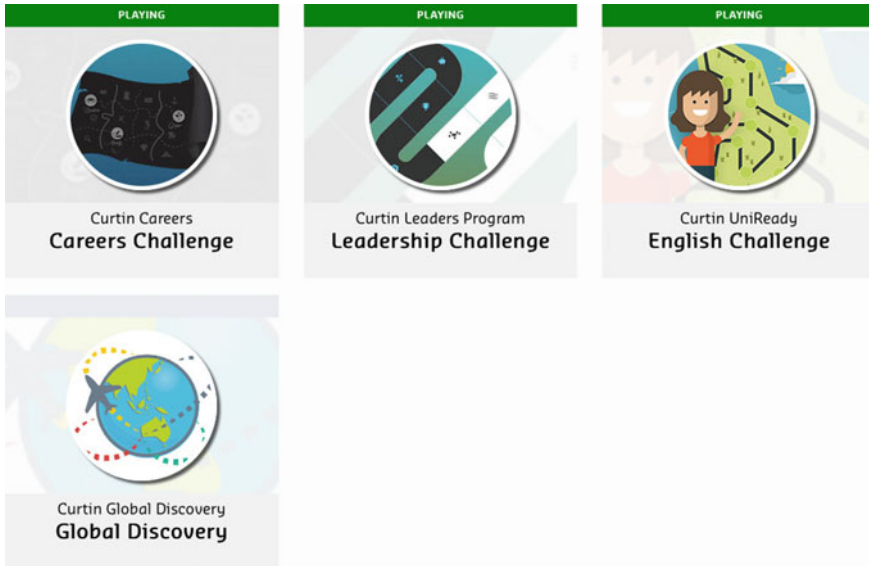 PLAYING
Curtin Careers
Careers Challenge
PLAYING
Curtin Leaders Program
Leadership Challenge
PLAYING
Curtin UniReady
English Challenge
Curtin Global Discovery
Global Discovery